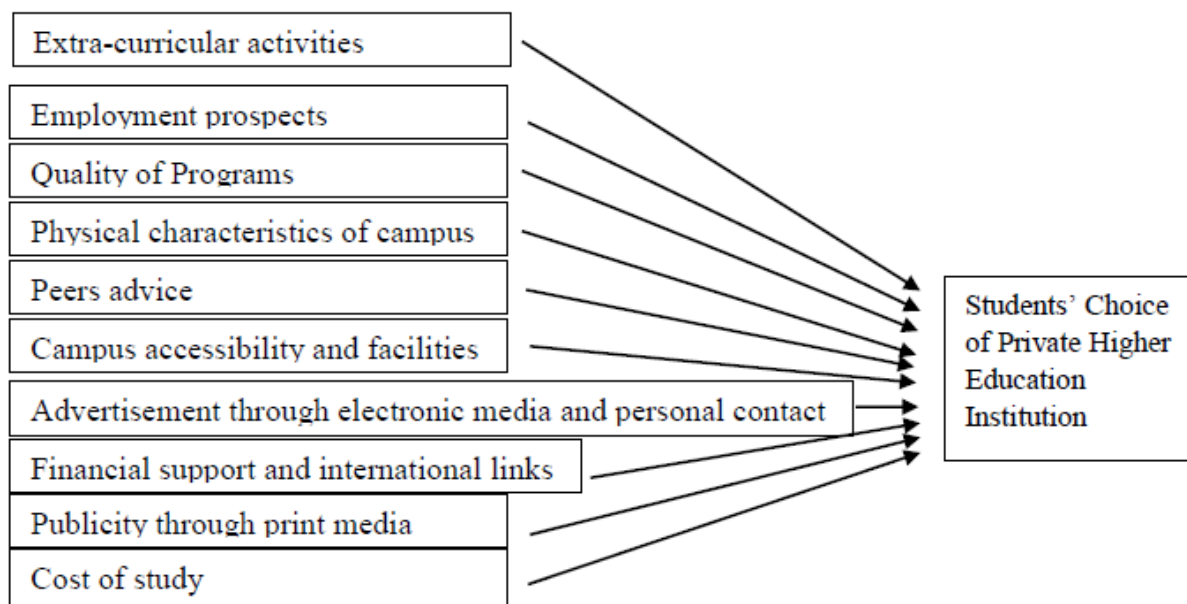 Extra-curricular activities
Employment prospects
Quality of Programs
Physical characteristics of campus
Peers advice
Campus accessibility and facilities
Advertisement through electronic media and personal contact
Financial support and international links
Publicity through print media
Cost of study
Students’ Choice
of Private Higher
Education
Institution